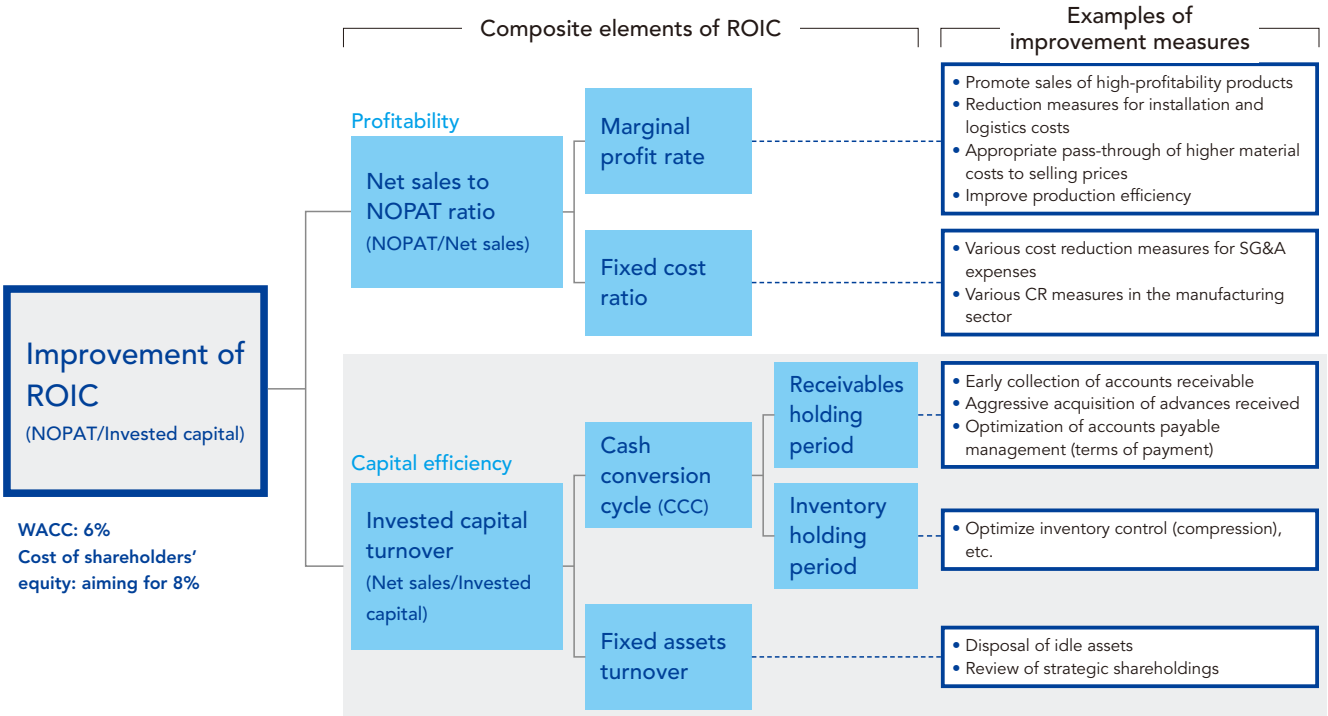 Composite elements of ROIC
Examples of
improvement measures
Improvement of
ROIC
(NOPAT/Invested capital)
WACC: 6%
Cost of shareholders’
equity: aiming for 8%
Profitability
Net sales to
NOPAT ratio
(NOPAT/Net sales)
Marginal
profit rate
• Promote sales of high-profitability products
• Reduction measures for installation and
logistics costs
• Appropriate pass-through of higher material
costs to selling prices
• Improve production efficiency
Fixed cost
ratio
• Various cost reduction measures for SG&A
expenses
• Various CR measures in the manufacturing
sector
Capital efficiency
Invested capital
turnover
(Net sales/Invested
capital)
Cash
conversion
cycle (CCC)
Receivables
holding
period
• Early collection of accounts receivable
• Aggressive acquisition of advances received
• Optimization of accounts payable
management (terms of payment)
Inventory
holding
period
• Optimize inventory control (compression),
etc.
Fixed assets
turnover
• Disposal of idle assets
• Review of strategic shareholdings